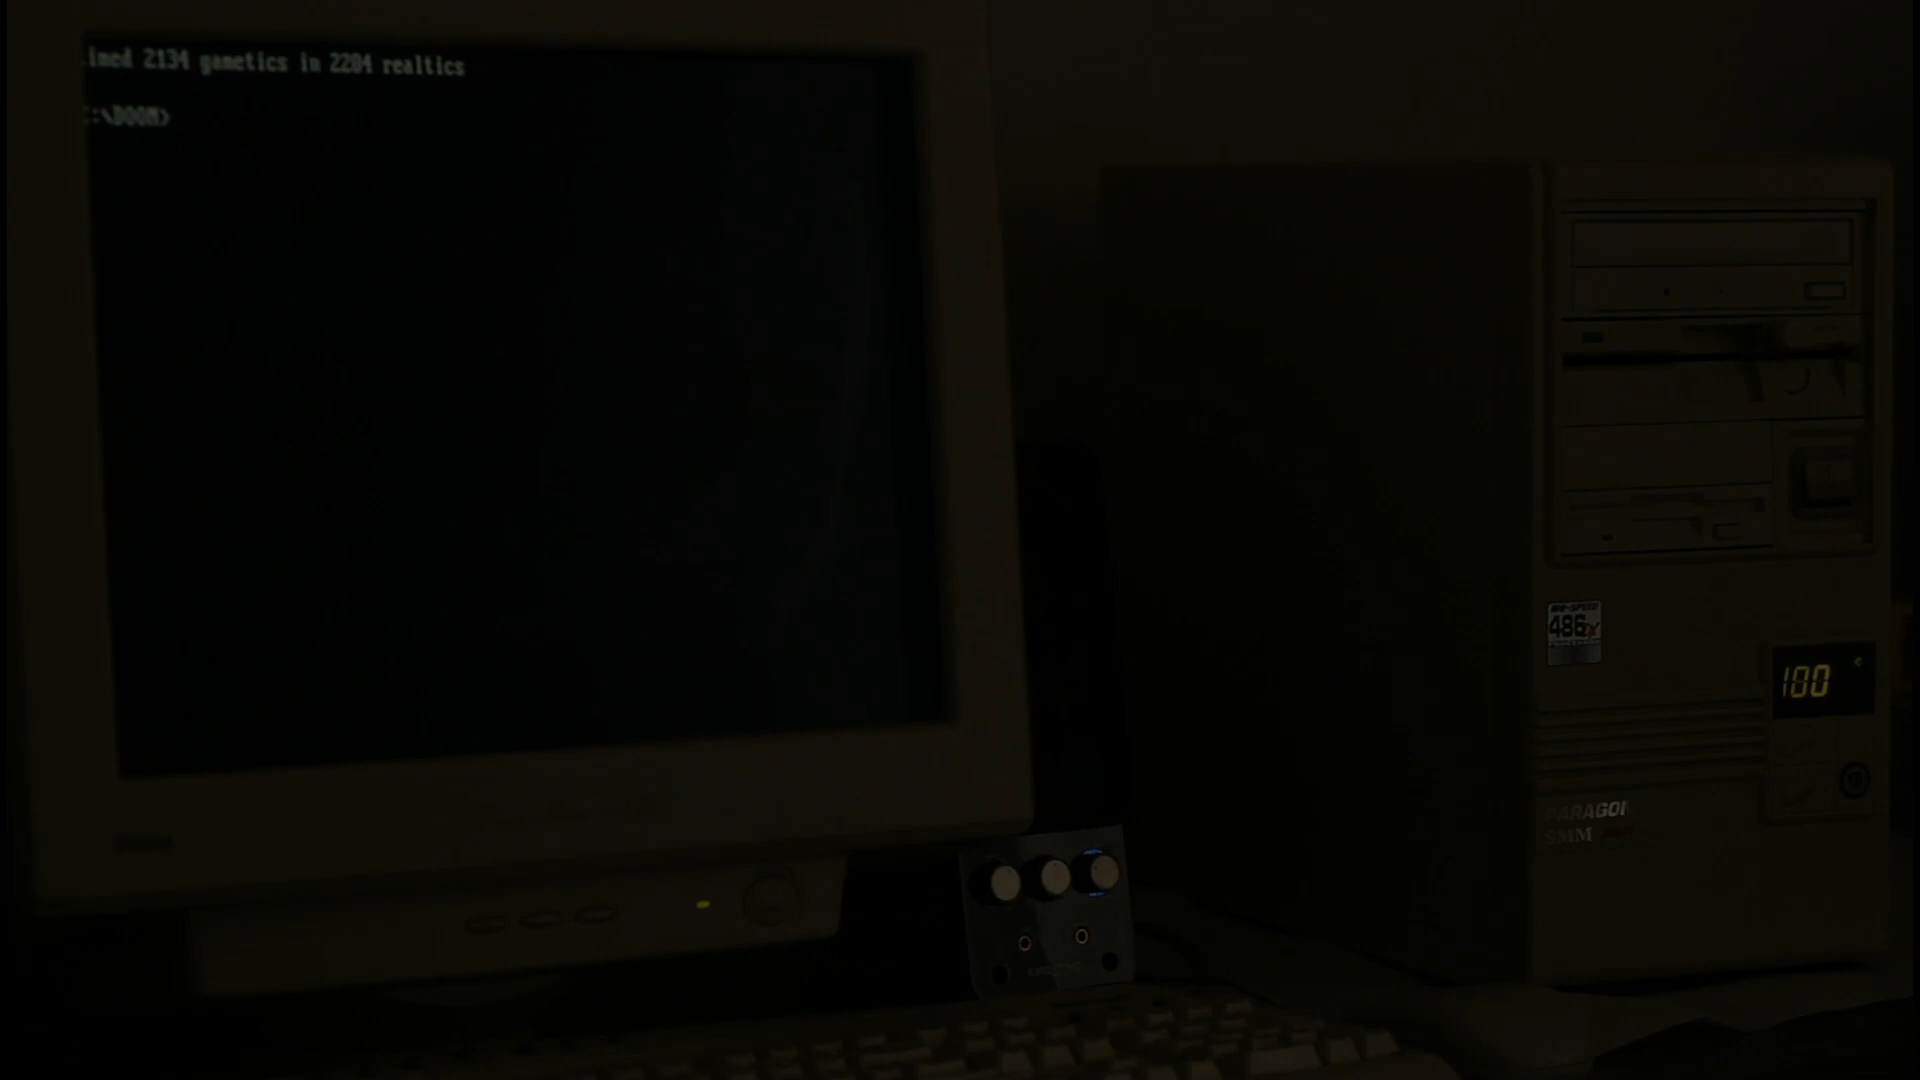 imed 2134 gametics in 2204 realtics
:\DOOM>
486
100
PARAGON
SMM